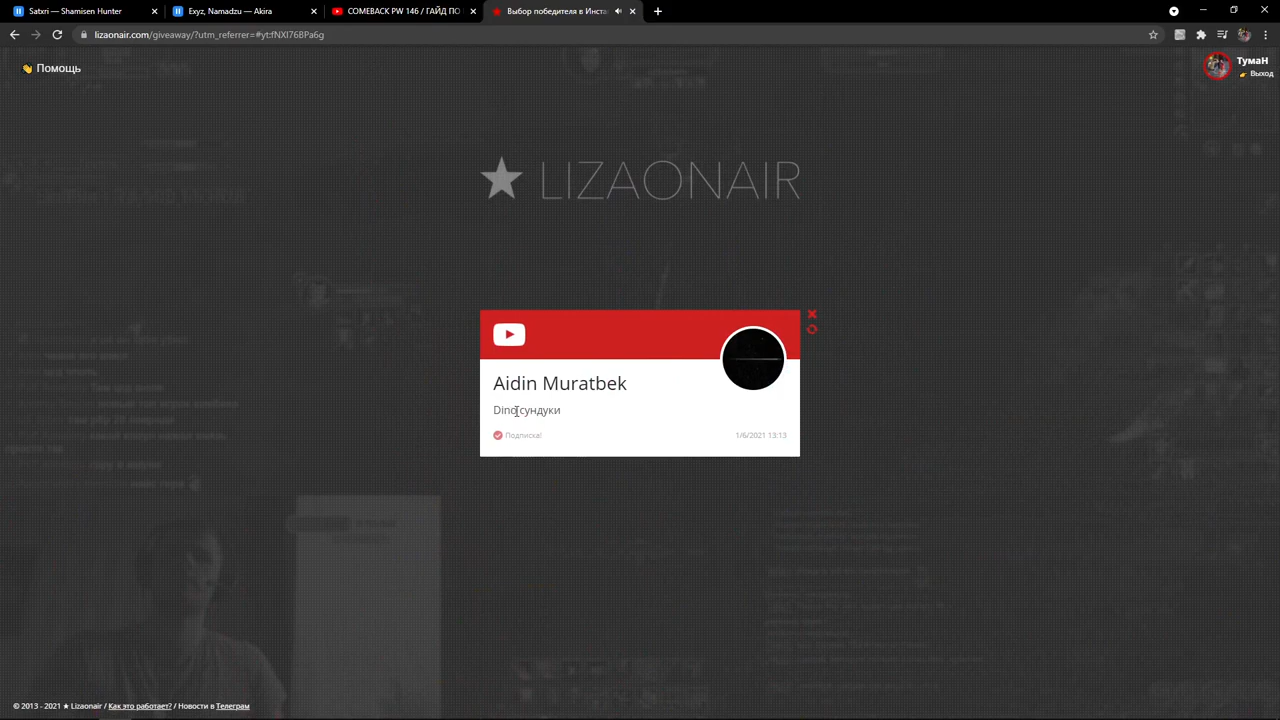 Satxri — Shamisen Hunter
Exyz, Namadzu — Akira
COMEBACK PW 146 / ГАЙД ПО
Выбор победителя в Инста
lizaonair.com/giveaway/?utm_referrer=#yt:fNXI76BPa6g
Помощь
ТумаН
Выход
LIZAONAIR
Aidin Muratbek
Dino сундуки
Подписка!
1/6/2021 13:13
© 2013 - 2021 ★ Lizaonair / Как это работает? / Новости в Телеграм